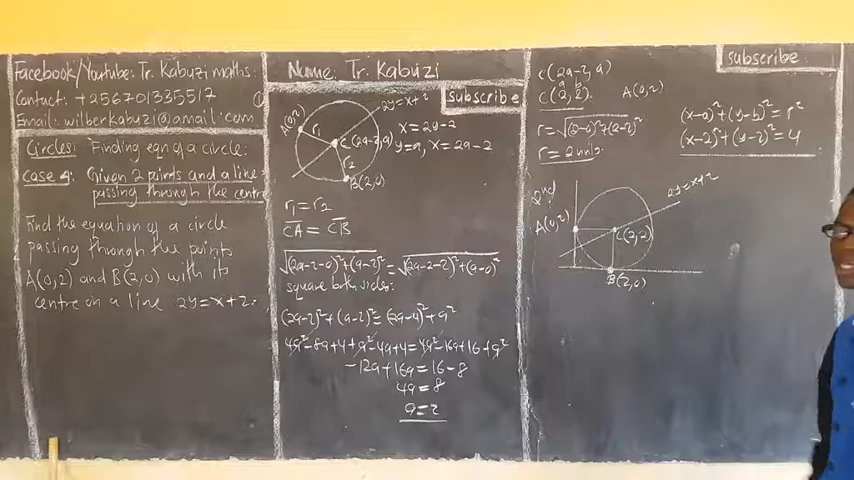 Facebook/Youtube: Tr. Kabuzi maths:
Contact: +256701335517
Email: wilberkabuzi@gmail.com
Circles: Finding eqn of a circle:
Case 4: Given 2 points and a line
passing through the centre
Find the equation of a circle
passing through the points
A(0,2) and B(2,0) with its
centre on a line 2y=x+2.
Name: Tr. Kabuzi
subscribe
A(0,2)
r₁
2y=x+2
C(2a-2,a)
r₂
B(2,0)
x=2y-2
y=a, x=2a-2
r₁=r₂
CA = CB
√(2a-2-0)²+(a-2)² = √(2a-2-2)²+(a-0)²
square both sides:
(2a-2)²+(a-2)²=(2a-4)²+a²
4a²-8a+4+a²-4a+4=4a²-16a+16+a²
-12a+16a=16-8
4a=8
a=2
C(2a-2,a)
a b
C(2,2)
A(0,2)
r=√(0-2)²+(2-2)²
r=2 units
subscribe
(x-a)²+(y-b)²=r²
(x-2)²+(y-2)²=4
2y=x+2
A(0,2)
C(2,2)
B(2,0)